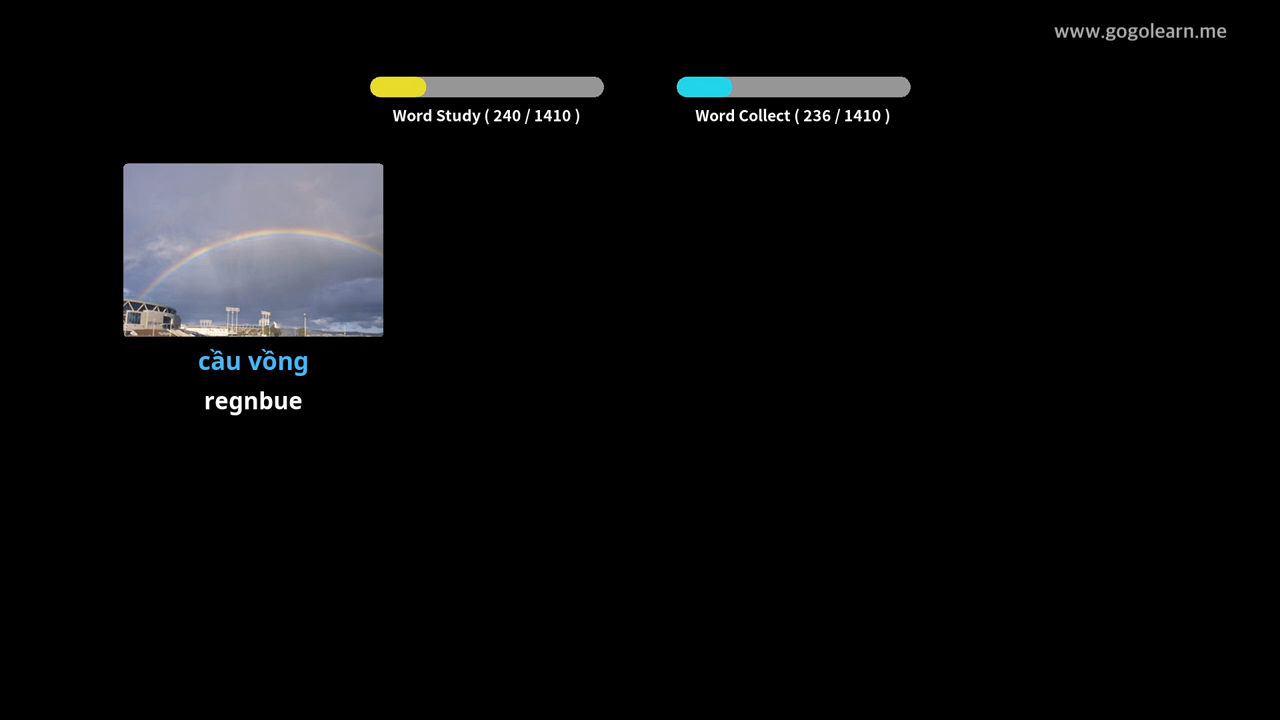 www.gogolearn.me
Word Study ( 240 / 1410 )
Word Collect ( 236 / 1410 )
cầu vồng
regnbue